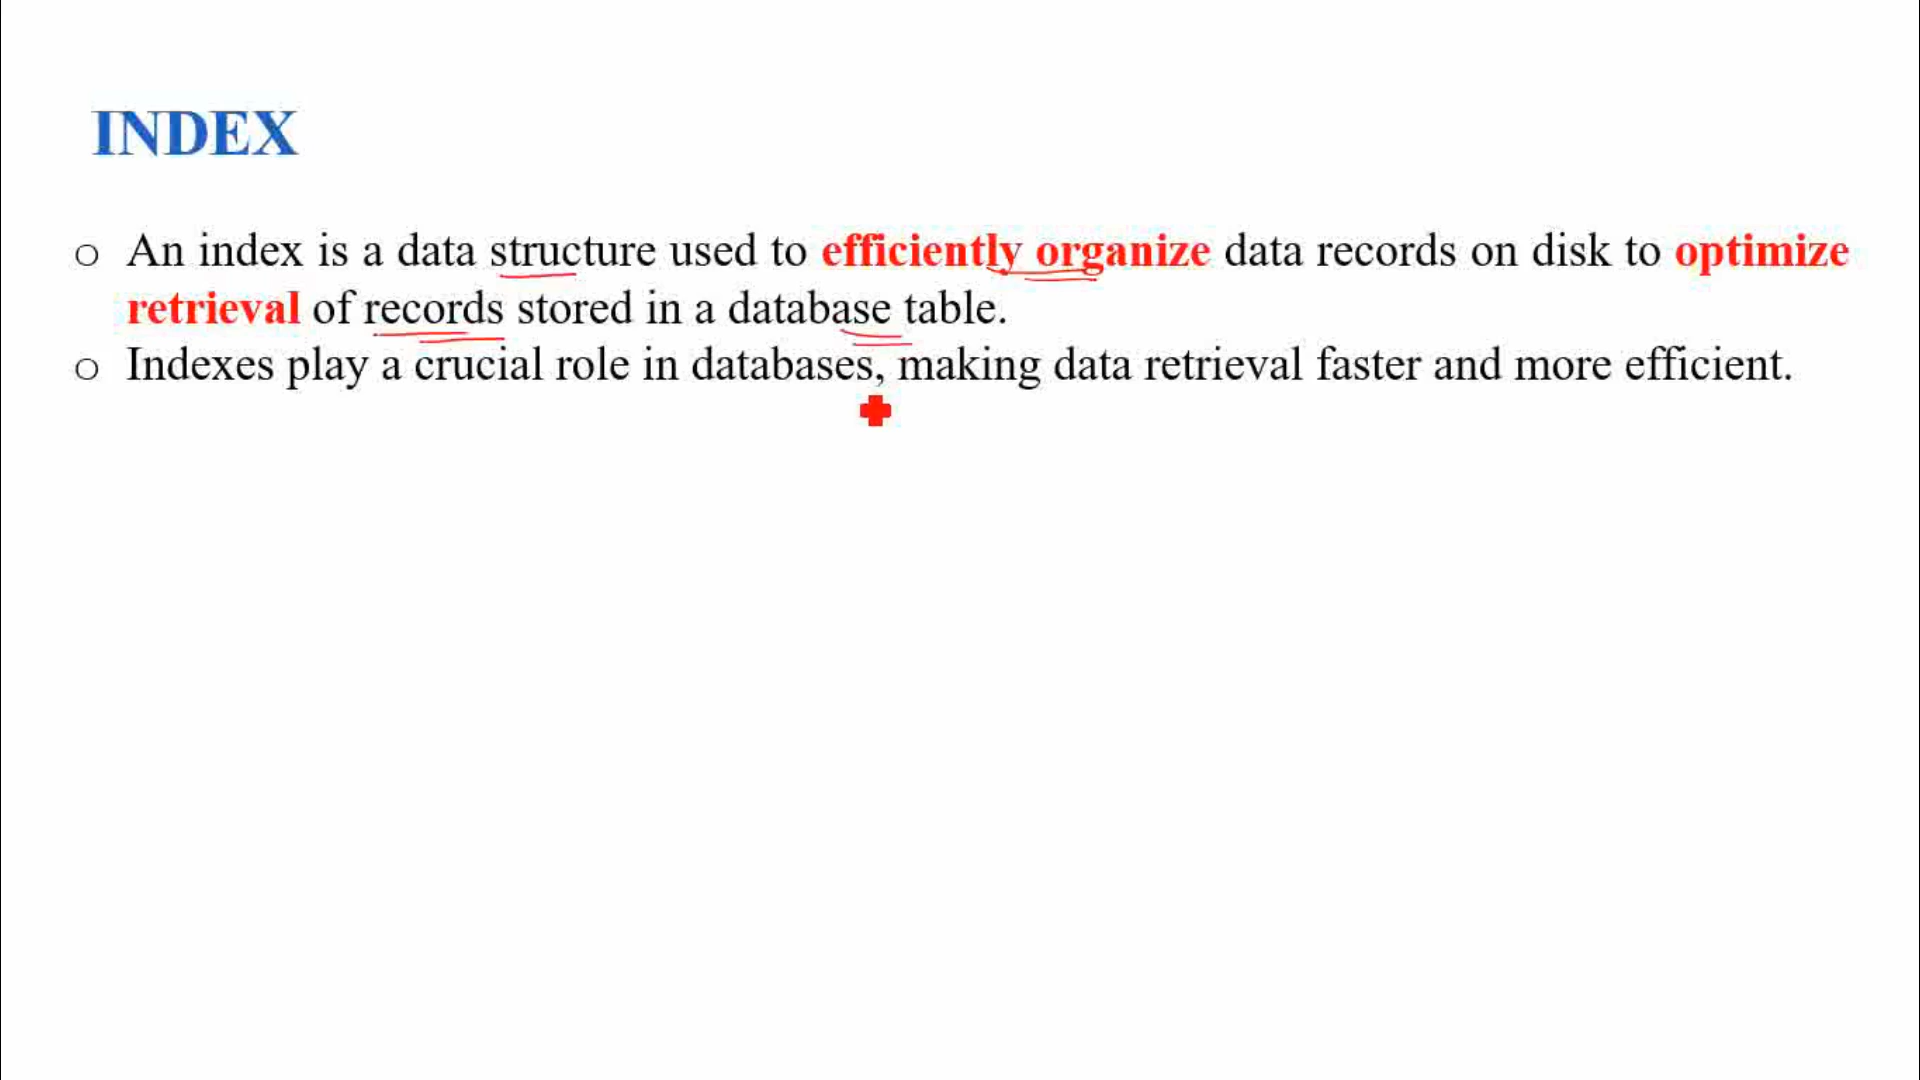 INDEX
o An index is a data structure used to efficiently organize data records on disk to optimize
retrieval of records stored in a database table.
o Indexes play a crucial role in databases, making data retrieval faster and more efficient.